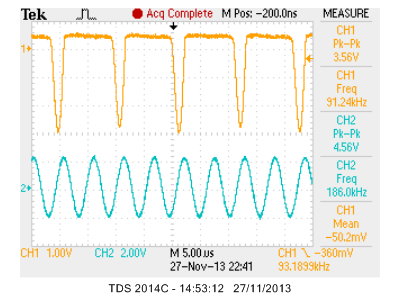 Tek Acq Complete M Pos: -200.0ns MEASURE
CH1
Pk-Pk
3.56V
CH1
Freq
91.24kHz
CH2
Pk-Pk
4.56V
CH2
Freq
186.0kHz
CH1
Mean
-50.2mV
1
2
CH1 1.00V CH2 2.00V M 5.00us CH1 \ -360mV
27-Nov-13 22:41 93.1899kHz
TDS 2014C - 14:53:12 27/11/2013